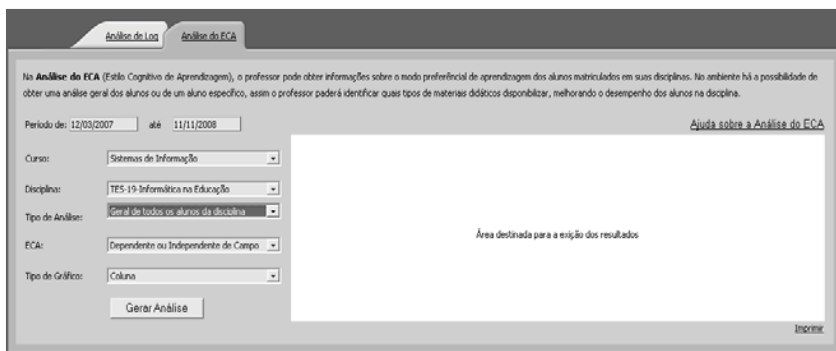 Análise de Log
Análise do ECA
Na Análise do ECA (Estilo Cognitivo de Aprendizagem), o professor pode obter informações sobre o modo preferêncial de aprendizagem dos alunos matriculados em suas disciplinas. No ambiente há a possibilidade de
obter uma análise geral dos alunos ou de um aluno específico, assim o professor paderá identificar quais tipos de materiais didáticos disponibilizar, melhorando o desempenho dos alunos na disciplina.
Período de: 12/03/2007 até 11/11/2008
Ajuda sobre a Análise do ECA
Curso: Sistemas de Informação
Disciplina: TES-19-Informática na Educação
Tipo de Análise: Geral de todos os alunos da disciplina
ECA: Dependente ou Independente de Campo
Tipo de Gráfico: Coluna
Gerar Análise
Área destinada para a exição dos resultados
Imprimir